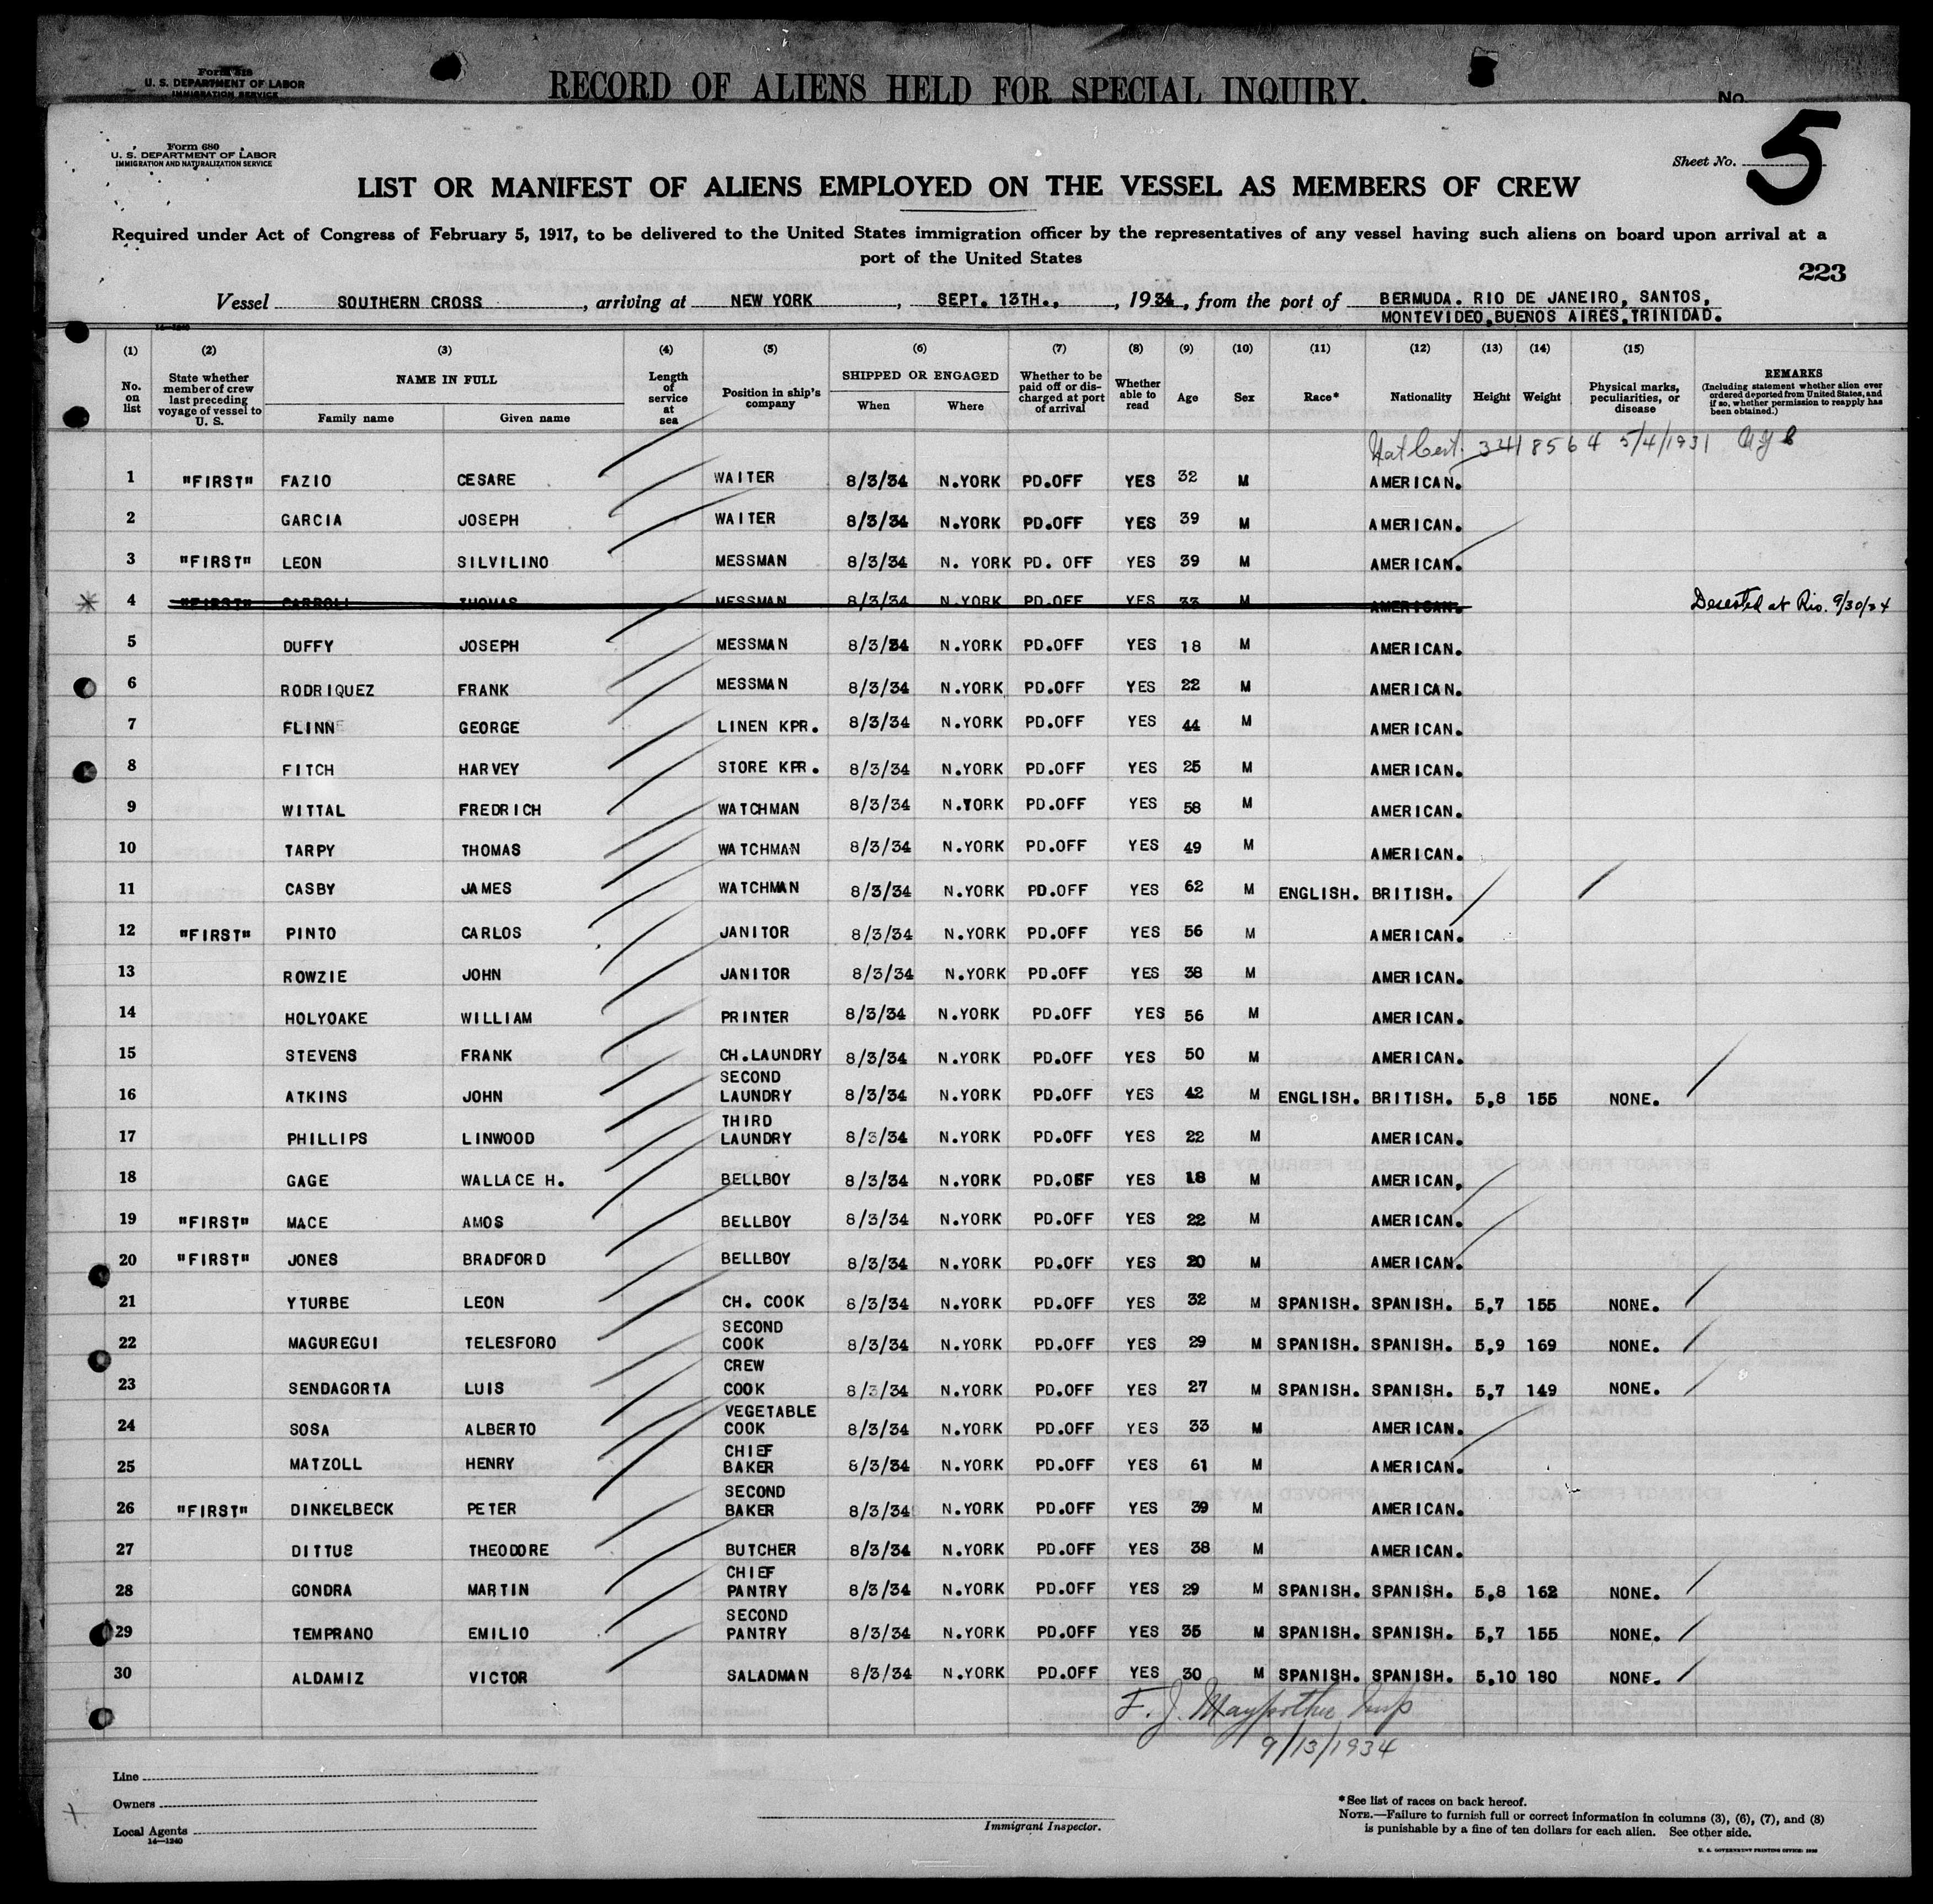 Form 618
U. S. DEPARTMENT OF LABOR
IMMIGRATION SERVICE
RECORD OF ALIENS HELD FOR SPECIAL INQUIRY.
No.
Form 680
U. S. DEPARTMENT OF LABOR
IMMIGRATION AND NATURALIZATION SERVICE
Sheet No. 5
LIST OR MANIFEST OF ALIENS EMPLOYED ON THE VESSEL AS MEMBERS OF CREW
Required under Act of Congress of February 5, 1917, to be delivered to the United States immigration officer by the representatives of any vessel having such aliens on board upon arrival at a
port of the United States
223
Vessel SOUTHERN CROSS, arriving at NEW YORK, SEPT. 13TH., 1934, from the port of BERMUDA. RIO DE JANEIRO, SANTOS,
MONTEVIDEO,BUENOS AIRES,TRINIDAD.
14—1240
(1) (2) (3) (4) (5) (6) (7) (8) (9) (10) (11) (12) (13) (14) (15)
No. on list
State whether member of crew last preceding voyage of vessel to U. S.
NAME IN FULL
Family name
Given name
Length of service at sea
Position in ship's company
SHIPPED OR ENGAGED
When
Where
Whether to be paid off or discharged at port of arrival
Whether able to read
Age
Sex
Race*
Nationality
Height
Weight
Physical marks, peculiarities, or disease
REMARKS
(Including statement whether alien ever ordered deported from United States, and if so, whether permission to reapply has been obtained.)
Nat Cert. 3418564 5/4/1931 NYC
1 "FIRST" FAZIO CESARE WAITER 8/3/34 N.YORK PD.OFF YES 32 M AMERICAN.
2 GARCIA JOSEPH WAITER 8/3/34 N.YORK PD.OFF YES 39 M AMERICAN.
3 "FIRST" LEON SILVILINO MESSMAN 8/3/34 N. YORK PD. OFF YES 39 M AMERICAN.
4 "FIRST" CARROLL THOMAS MESSMAN 8/3/34 N.YORK PD.OFF YES 33 M AMERICAN. Deserted at Rio. 9/30/34
5 DUFFY JOSEPH MESSMAN 8/3/34 N.YORK PD.OFF YES 18 M AMERICAN.
6 RODRIQUEZ FRANK MESSMAN 8/3/34 N.YORK PD.OFF YES 22 M AMERICAN.
7 FLINNE GEORGE LINEN KPR. 8/3/34 N.YORK PD.OFF YES 44 M AMERICAN.
8 FITCH HARVEY STORE KPR. 8/3/34 N.YORK PD.OFF YES 25 M AMERICAN.
9 WITTAL FREDRICH WATCHMAN 8/3/34 N.YORK PD.OFF YES 58 M AMERICAN.
10 TARPY THOMAS WATCHMAN 8/3/34 N.YORK PD.OFF YES 49 M AMERICAN.
11 CASBY JAMES WATCHMAN 8/3/34 N.YORK PD.OFF YES 62 M ENGLISH. BRITISH.
12 "FIRST" PINTO CARLOS JANITOR 8/3/34 N.YORK PD.OFF YES 56 M AMERICAN.
13 ROWZIE JOHN JANITOR 8/3/34 N.YORK PD.OFF YES 38 M AMERICAN.
14 HOLYOAKE WILLIAM PRINTER 8/3/34 N.YORK PD.OFF YES 56 M AMERICAN.
15 STEVENS FRANK CH.LAUNDRY 8/3/34 N.YORK PD.OFF YES 50 M AMERICAN.
16 ATKINS JOHN SECOND LAUNDRY 8/3/34 N.YORK PD.OFF YES 42 M ENGLISH. BRITISH. 5,8 155 NONE.
17 PHILLIPS LINWOOD THIRD LAUNDRY 8/3/34 N.YORK PD.OFF YES 22 M AMERICAN.
18 GAGE WALLACE H. BELLBOY 8/3/34 N.YORK PD.OFF YES 18 M AMERICAN.
19 "FIRST" MACE AMOS BELLBOY 8/3/34 N.YORK PD.OFF YES 22 M AMERICAN.
20 "FIRST" JONES BRADFORD BELLBOY 8/3/34 N.YORK PD.OFF YES 20 M AMERICAN.
21 YTURBE LEON CH. COOK 8/3/34 N.YORK PD.OFF YES 32 M SPANISH. SPANISH. 5,7 155 NONE.
22 MAGUREGUI TELESFORO SECOND COOK 8/3/34 N.YORK PD.OFF YES 29 M SPANISH. SPANISH. 5,9 169 NONE.
23 SENDAGORTA LUIS CREW COOK 8/3/34 N.YORK PD.OFF YES 27 M SPANISH. SPANISH. 5,7 149 NONE.
24 SOSA ALBERTO VEGETABLE COOK 8/3/34 N.YORK PD.OFF YES 33 M AMERICAN.
25 MATZOLL HENRY CHIEF BAKER 8/3/34 N.YORK PD.OFF YES 61 M AMERICAN.
26 "FIRST" DINKELBECK PETER SECOND BAKER 8/3/34 N.YORK PD.OFF YES 39 M AMERICAN.
27 DITTUS THEODORE BUTCHER 8/3/34 N.YORK PD.OFF YES 38 M AMERICAN.
28 GONDRA MARTIN CHIEF PANTRY 8/3/34 N.YORK PD.OFF YES 29 M SPANISH. SPANISH. 5,8 162 NONE.
29 TEMPRANO EMILIO SECOND PANTRY 8/3/34 N.YORK PD.OFF YES 35 M SPANISH. SPANISH. 5,7 155 NONE.
30 ALDAMIZ VICTOR SALADMAN 8/3/34 N.YORK PD.OFF YES 30 M SPANISH. SPANISH. 5,10 180 NONE.
F. J. Insp
9/13/1934
Line
Owners
Local Agents
14—1240
Immigrant Inspector.
*See list of races on back hereof.
NOTE.—Failure to furnish full or correct information in columns (3), (6), (7), and (8)
is punishable by a fine of ten dollars for each alien. See other side.
U. S. GOVERNMENT PRINTING OFFICE: